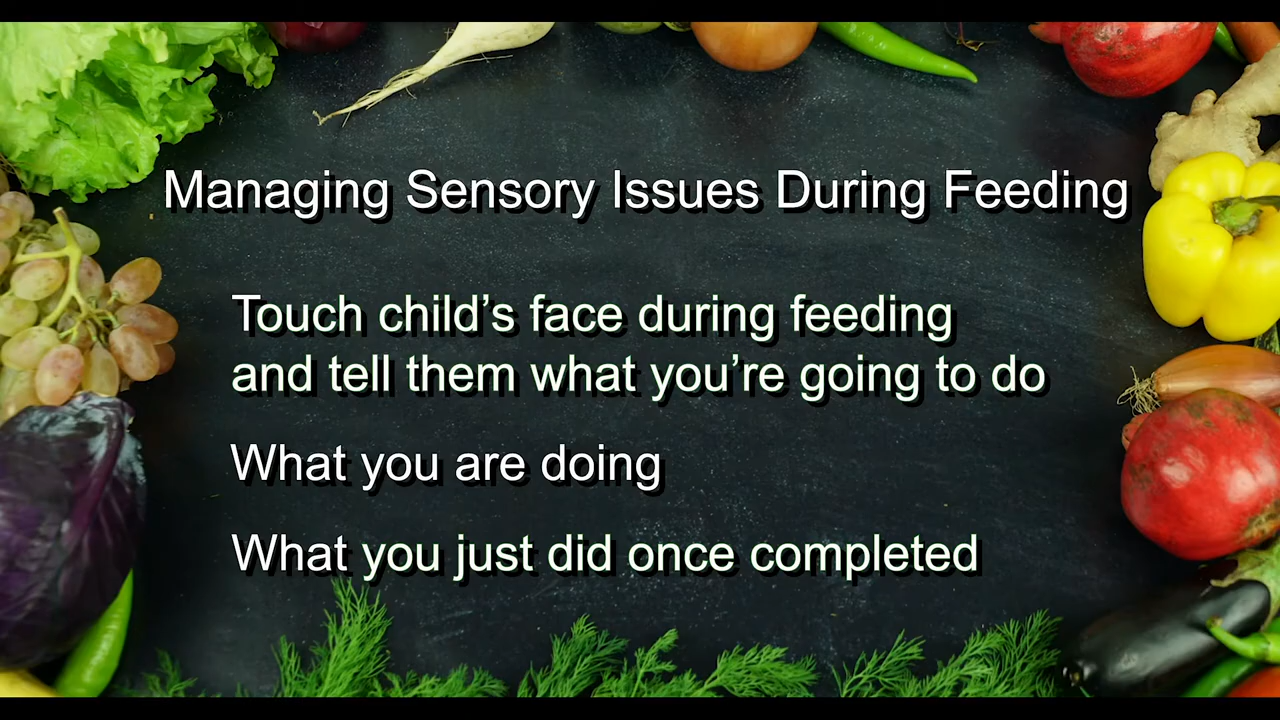 Managing Sensory Issues During Feeding
Touch child’s face during feeding
and tell them what you’re going to do
What you are doing
What you just did once completed